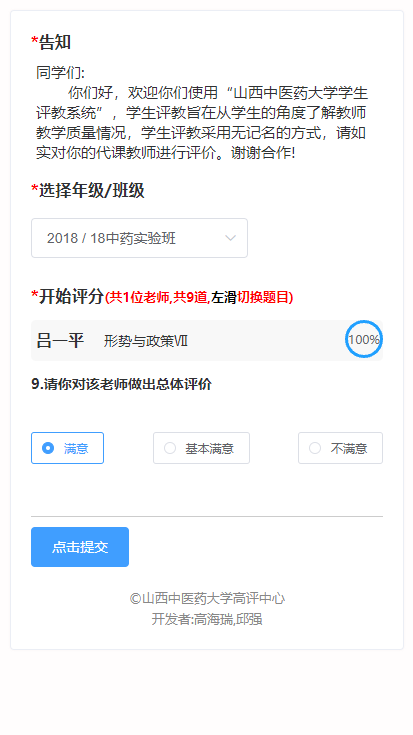 *告知
同学们:
你们好，欢迎你们使用“山西中医药大学学生
评教系统”，学生评教旨在从学生的角度了解教师
教学质量情况，学生评教采用无记名的方式，请如
实对你的代课教师进行评价。谢谢合作!
*选择年级/班级
2018 / 18中药实验班
*开始评分(共1位老师,共9道,左滑切换题目)
吕一平 形势与政策Ⅶ 100%
9.请你对该老师做出总体评价
满意 基本满意 不满意
点击提交
©山西中医药大学高评中心
开发者:高海瑞,邱强